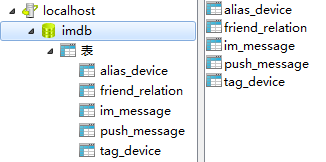 localhost
imdb
表
alias_device
friend_relation
im_message
push_message
tag_device
alias_device
friend_relation
im_message
push_message
tag_device